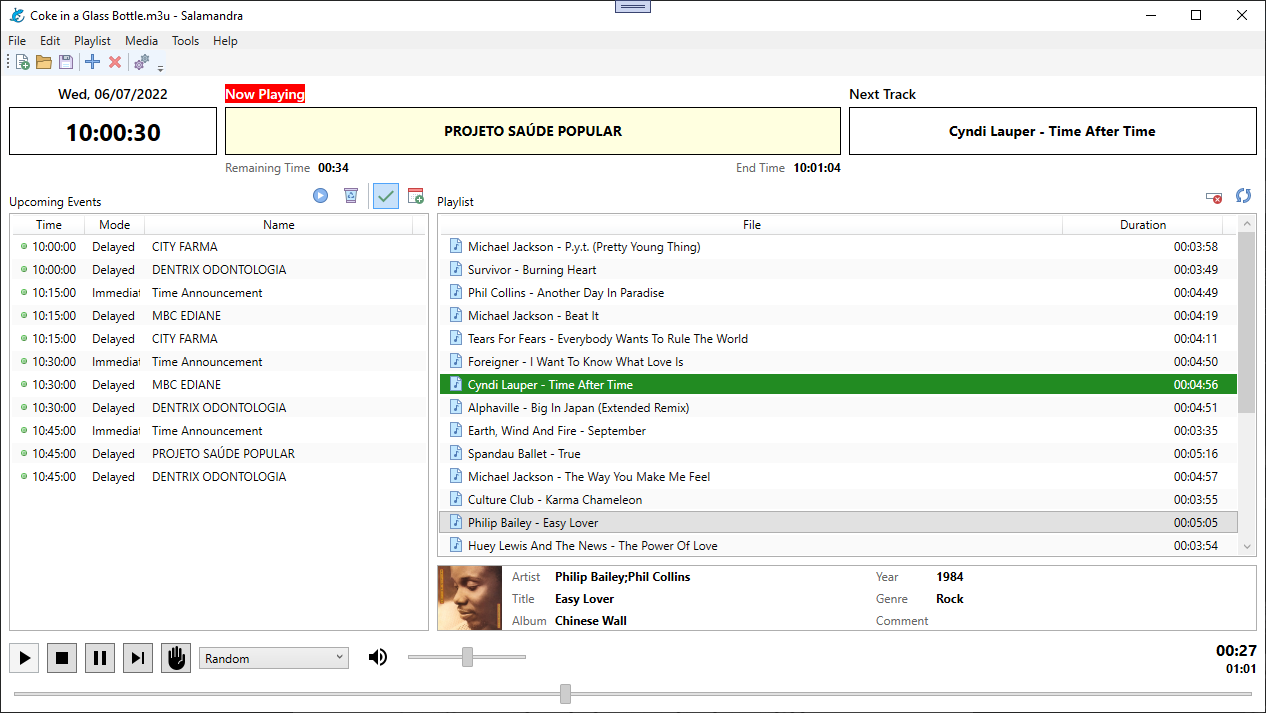 Coke in a Glass Bottle.m3u - Salamandra
File Edit Playlist Media Tools Help
Wed, 06/07/2022 Now Playing Next Track
10:00:30 PROJETO SAÚDE POPULAR Cyndi Lauper - Time After Time
Remaining Time 00:34 End Time 10:01:04
Upcoming Events
Time Mode Name
10:00:00 Delayed CITY FARMA
10:00:00 Delayed DENTRIX ODONTOLOGIA
10:15:00 Immediat Time Announcement
10:15:00 Delayed MBC EDIANE
10:15:00 Delayed CITY FARMA
10:30:00 Immediat Time Announcement
10:30:00 Delayed MBC EDIANE
10:30:00 Delayed DENTRIX ODONTOLOGIA
10:45:00 Immediat Time Announcement
10:45:00 Delayed PROJETO SAÚDE POPULAR
10:45:00 Delayed DENTRIX ODONTOLOGIA
Playlist
File Duration
Michael Jackson - P.y.t. (Pretty Young Thing) 00:03:58
Survivor - Burning Heart 00:03:49
Phil Collins - Another Day In Paradise 00:04:49
Michael Jackson - Beat It 00:04:19
Tears For Fears - Everybody Wants To Rule The World 00:04:11
Foreigner - I Want To Know What Love Is 00:04:50
Cyndi Lauper - Time After Time 00:04:56
Alphaville - Big In Japan (Extended Remix) 00:04:51
Earth, Wind And Fire - September 00:03:35
Spandau Ballet - True 00:05:16
Michael Jackson - The Way You Make Me Feel 00:04:57
Culture Club - Karma Chameleon 00:03:55
Philip Bailey - Easy Lover 00:05:05
Huey Lewis And The News - The Power Of Love 00:03:54
Artist Philip Bailey;Phil Collins Year 1984
Title Easy Lover Genre Rock
Album Chinese Wall Comment
Random 00:27
01:01